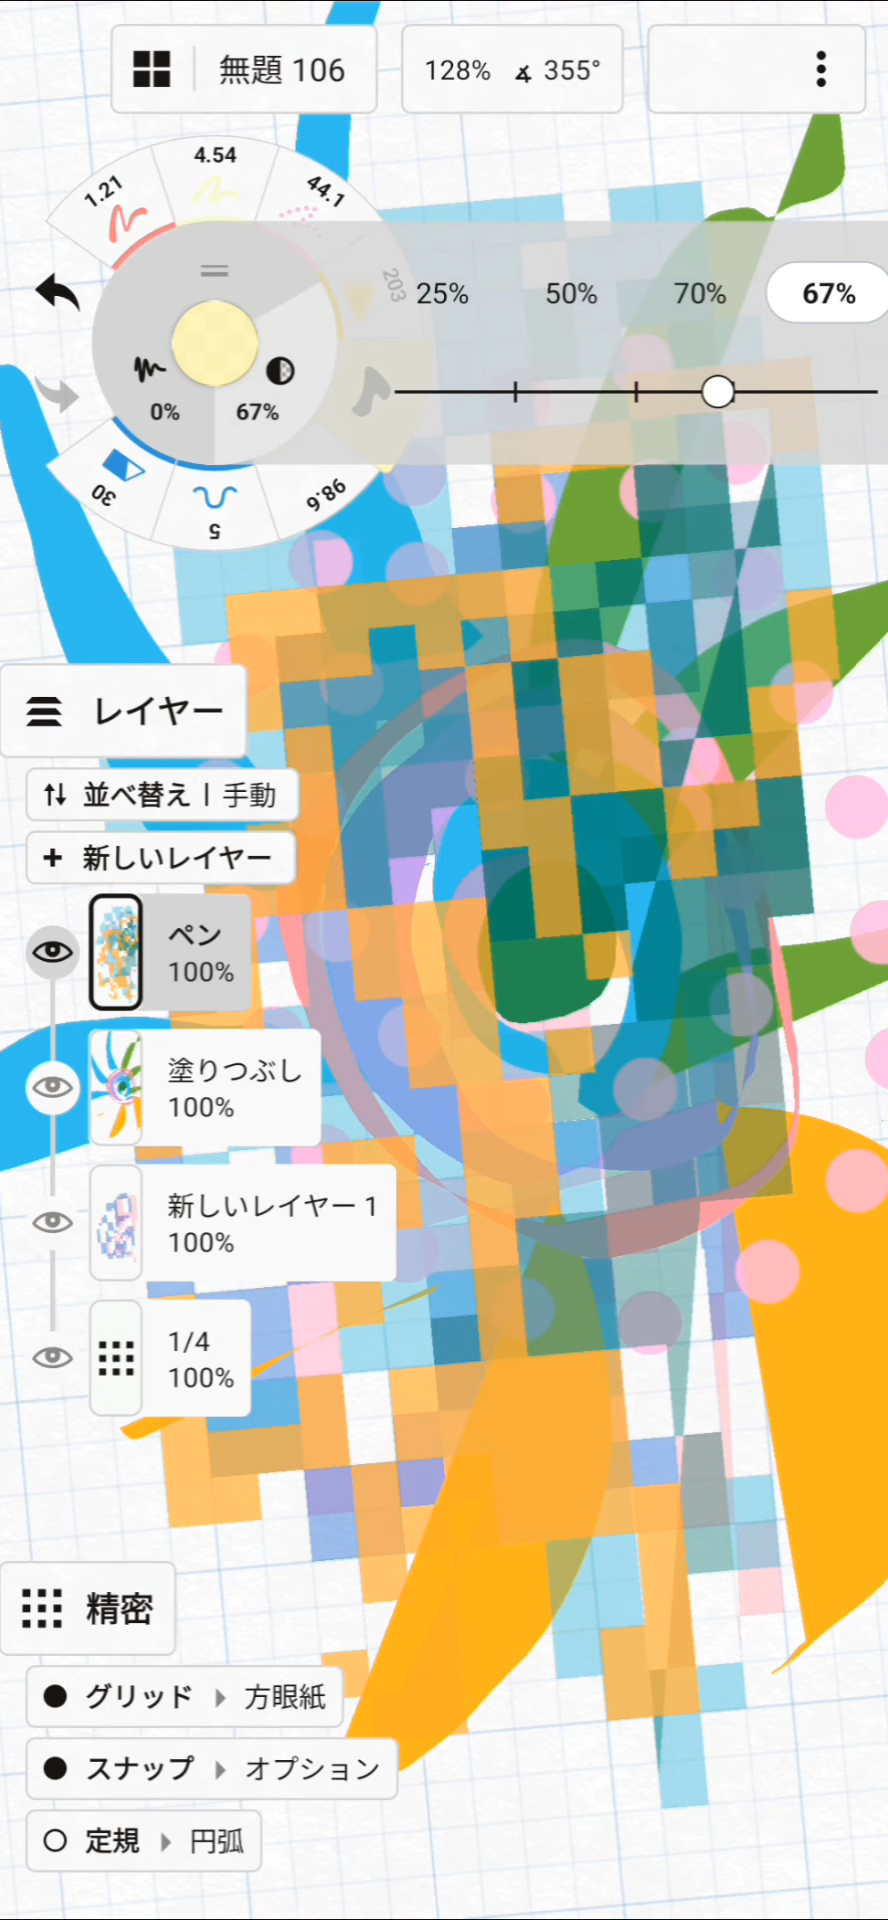 無題 106
128% 355°
4.54
1.21
44.1
203
25% 50% 70% 67%
0% 67%
30
5
98.6
レイヤー
並べ替え | 手動
+ 新しいレイヤー
ペン
100%
塗りつぶし
100%
新しいレイヤー 1
100%
1/4
100%
精密
グリッド 方眼紙
スナップ オプション
定規 円弧